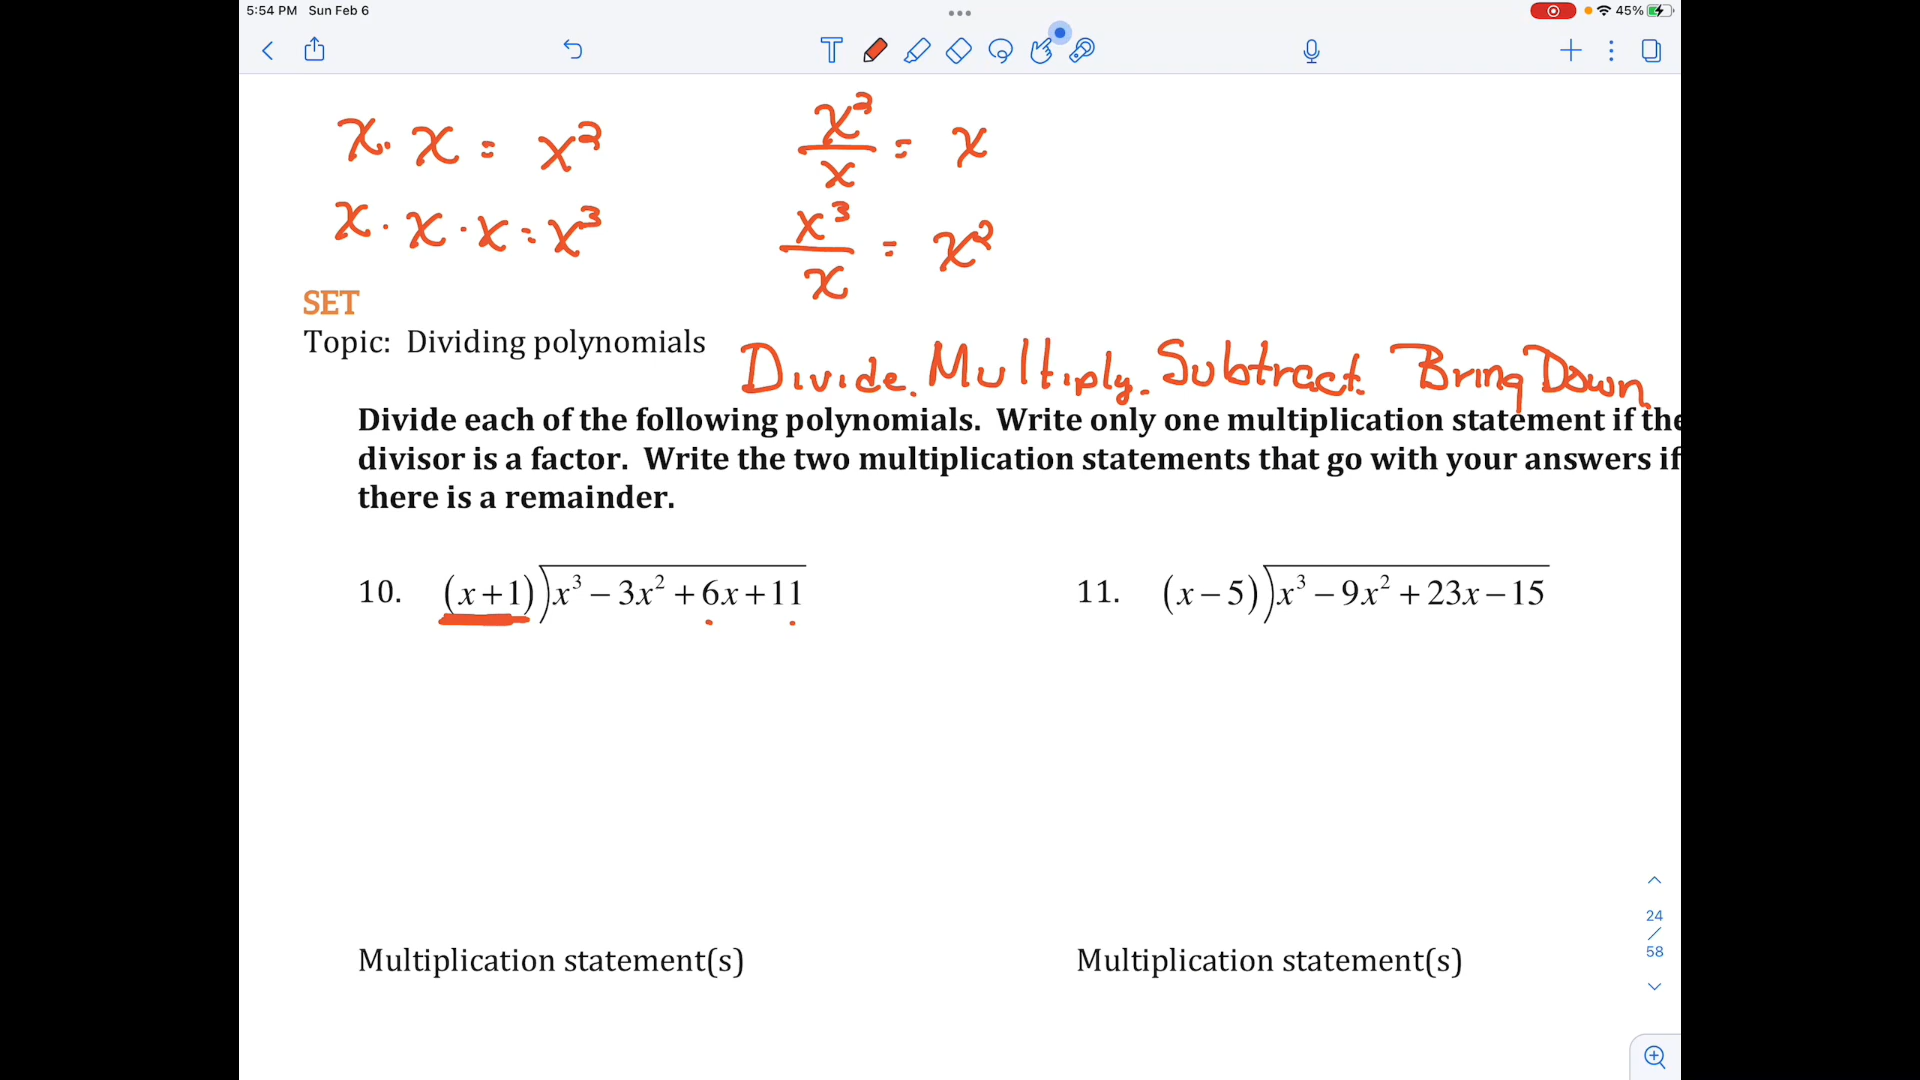 5:54 PM Sun Feb 6
45%
x · x = x²
x²/x = x
x · x · x = x³
x³/x = x²
SET
Topic: Dividing polynomials
Divide. Multiply. Subtract. Bring Down
Divide each of the following polynomials. Write only one multiplication statement if the
divisor is a factor. Write the two multiplication statements that go with your answers if
there is a remainder.
10. (x+1))x³ − 3x² + 6x + 11
11. (x − 5))x³ − 9x² + 23x − 15
24
/
58
Multiplication statement(s)
Multiplication statement(s)